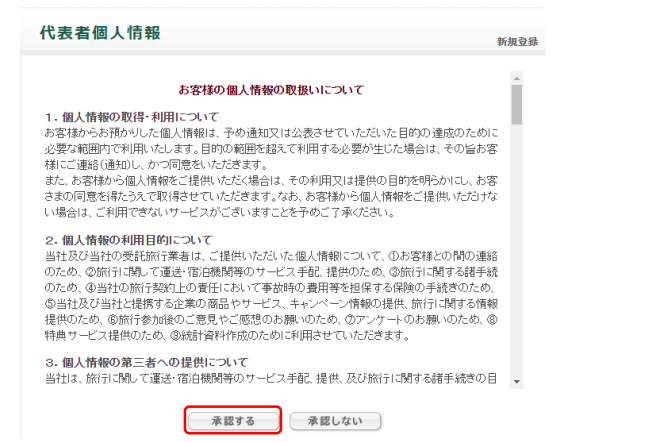 代表者個人情報
新規登録
お客様の個人情報の取扱いについて
1. 個人情報の取得・利用について
お客様からお預かりした個人情報は、予め通知又は公表させていただいた目的の達成のために
必要な範囲内で利用いたします。目的の範囲を超えて利用する必要が生じた場合は、その旨お客
様にご連絡(通知)し、かつ同意をいただきます。
また、お客様から個人情報をご提供いただく場合は、その利用又は提供の目的を明らかにし、お客
さまの同意を得たうえで取得させていただきます。なお、お客様から個人情報をご提供いただけな
い場合は、ご利用できないサービスがございますことを予めご了承ください。
2. 個人情報の利用目的について
当社及び当社の受託旅行業者は、ご提供いただいた個人情報について、①お客様との間の連絡
のため、②旅行に関して運送・宿泊機関等のサービス手配、提供のため、③旅行に関する諸手続
のため、④当社の旅行契約上の責任において事故時の費用等を担保する保険の手続きのため、
⑤当社及び当社と提携する企業の商品やサービス、キャンペーン情報の提供、旅行に関する情報
提供のため、⑥旅行参加後のご意見やご感想のお願いのため、⑦アンケートのお願いのため、⑧
特典サービス提供のため、⑨統計資料作成のために利用させていただきます。
3. 個人情報の第三者への提供について
当社は、旅行に関して運送・宿泊機関等のサービス手配、提供、及び旅行に関する諸手続きの目
承認する
承認しない